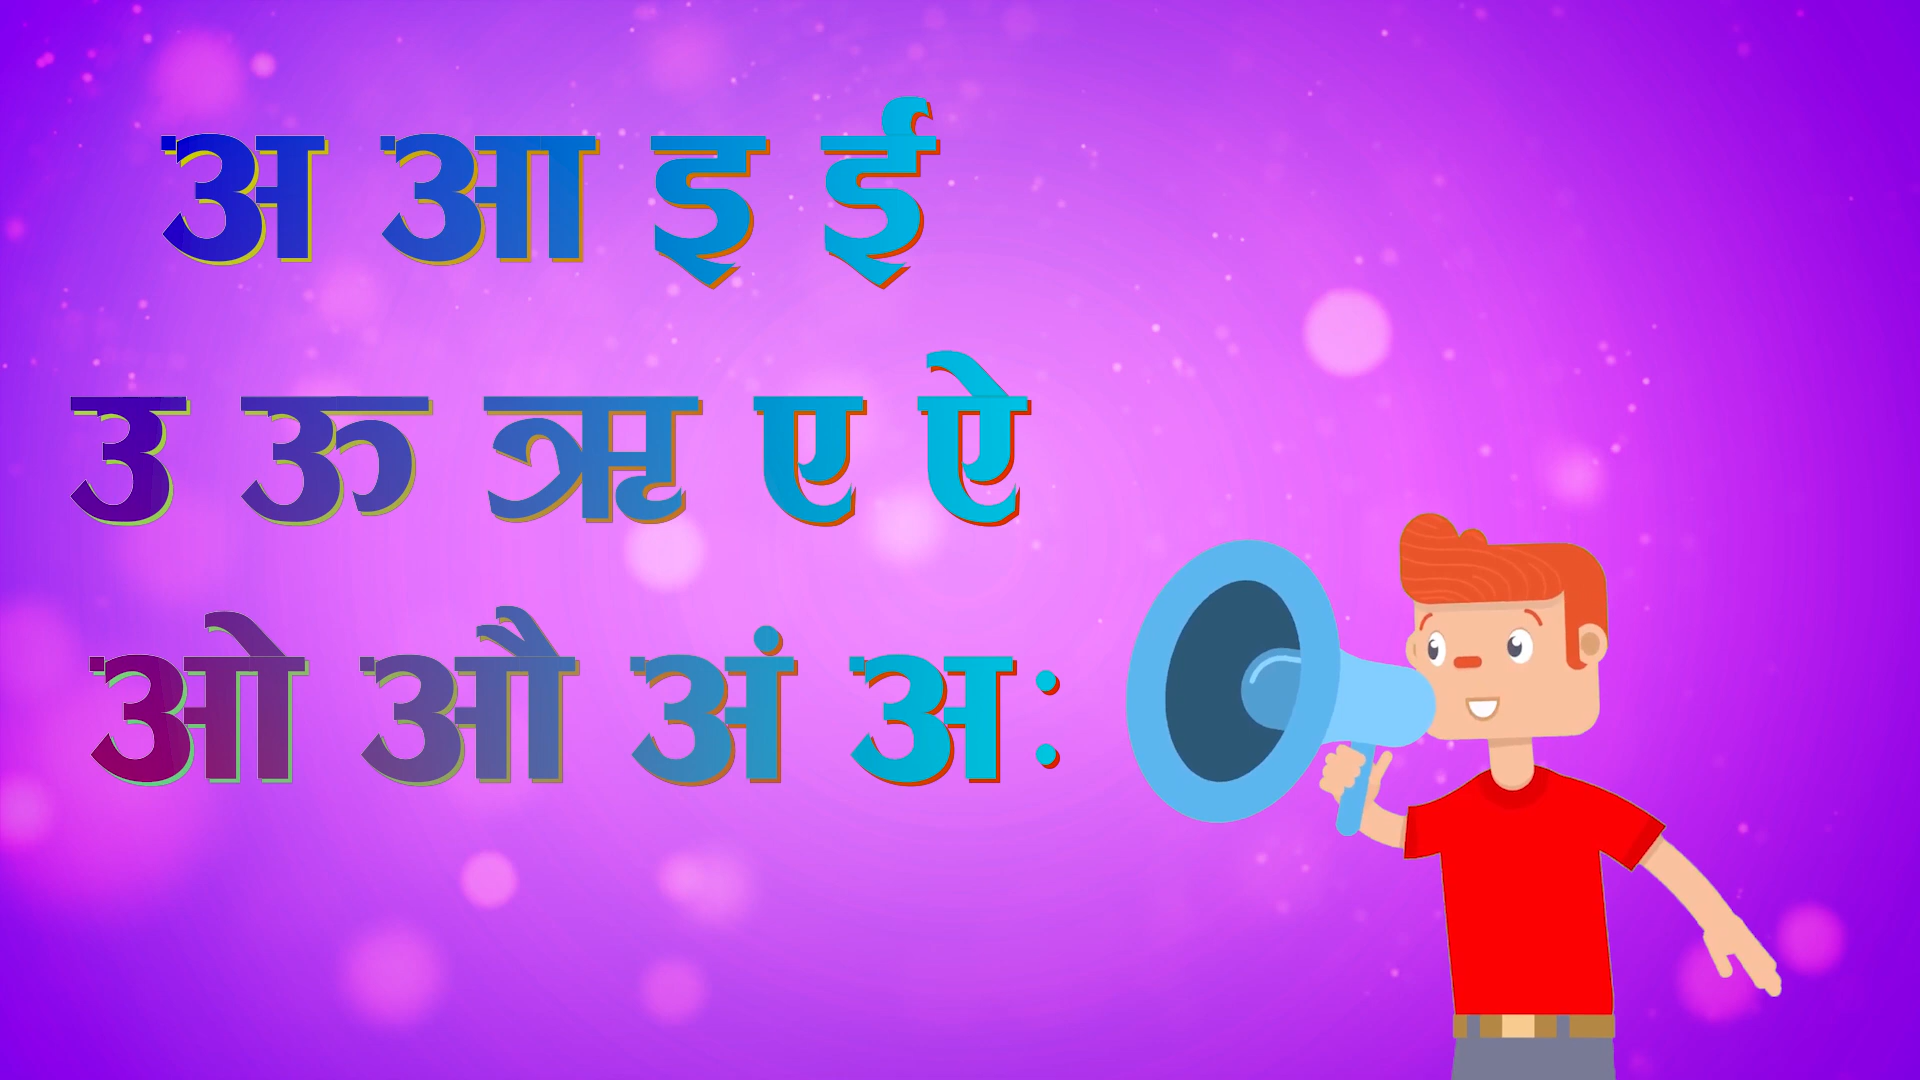 अ आ इ ई
उ ऊ ऋ ए ऐ
ओ औ अं अः